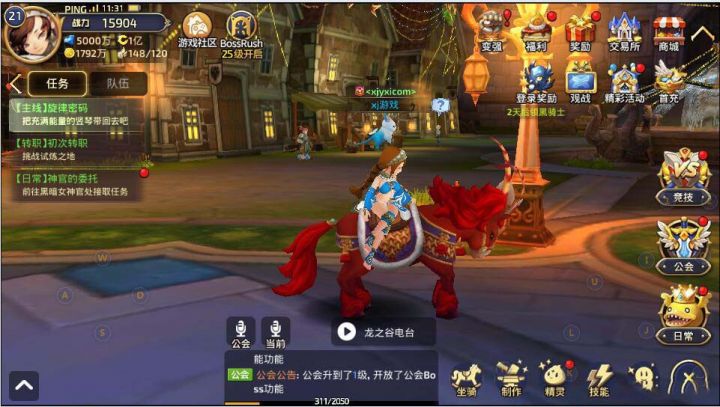 PING 11:31
21
战力 15904
5000万 1亿
1792万 148/120
游戏社区
BossRush
25级开启
变强
福利
奖励
交易所
商城
登录奖励
观战
精彩活动
首充
2天后领黑骑士
任务
队伍
【主线】旋律密码
把充满能量的竖琴带回去吧
【转职】初次转职
挑战试炼之地
【日常】神官的委托
前往黑暗女神官处接取任务
<xjyxicom>
xj游戏
?
VS
竞技
公会
日常
W
A
D
S
I
U
L
J
公会
当前
龙之谷电台
能功能
公会 公会公告: 公会升到了1级, 开放了公会Bo
ss功能
311/2050
坐骑
制作
精灵
技能